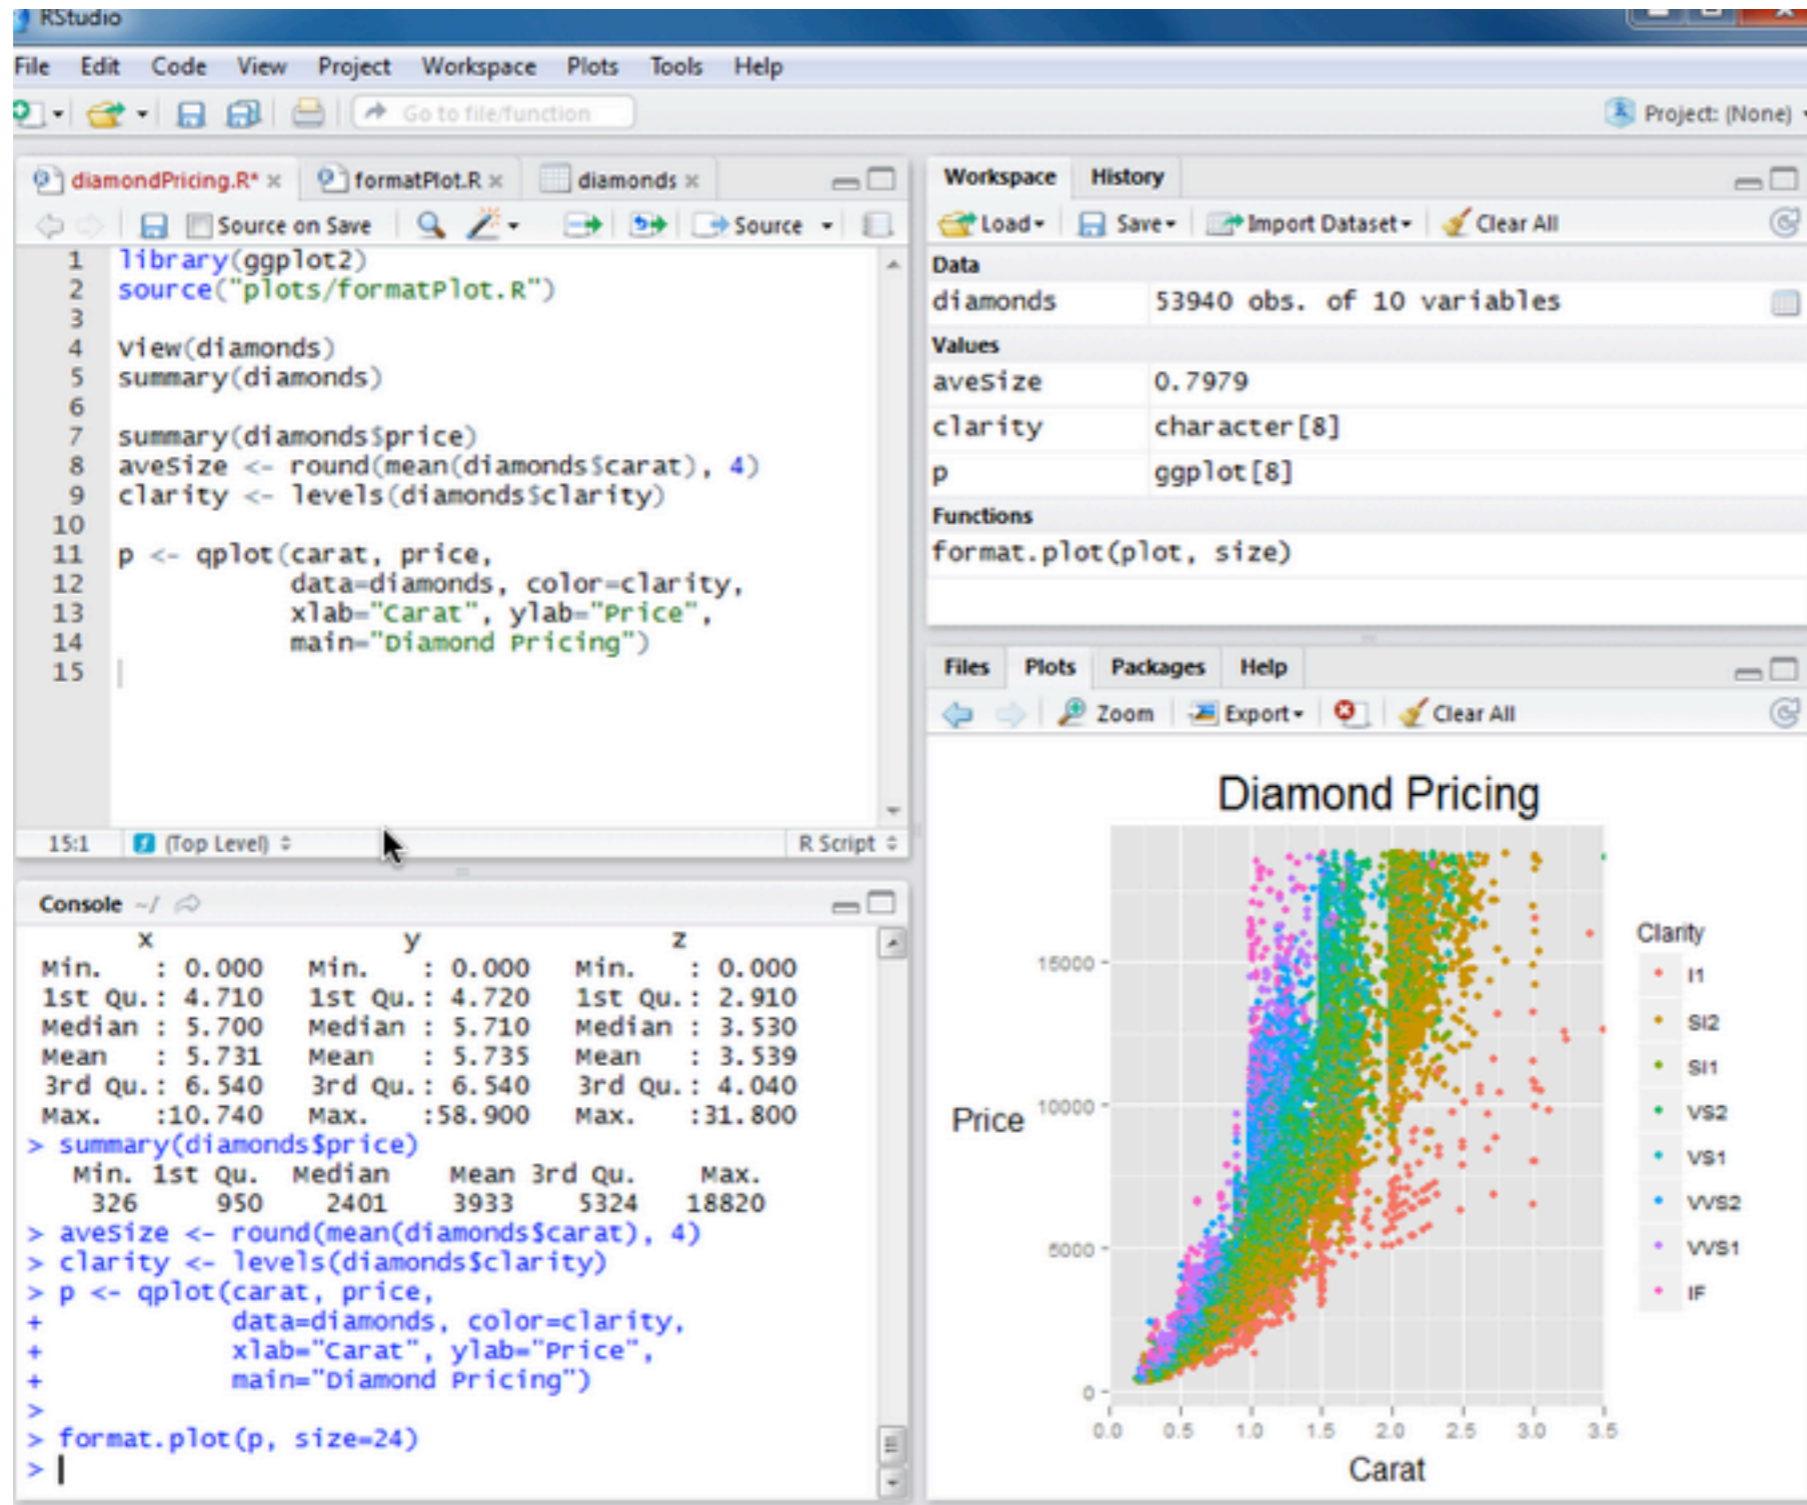 RStudio
File Edit Code View Project Workspace Plots Tools Help
Go to file/function
Project: (None)
diamondPricing.R* formatPlot.R diamonds
Source on Save Source
1 library(ggplot2)
2 source("plots/formatPlot.R")
3
4 View(diamonds)
5 summary(diamonds)
6
7 summary(diamonds$price)
8 aveSize <- round(mean(diamonds$carat), 4)
9 clarity <- levels(diamonds$clarity)
10
11 p <- qplot(carat, price,
12 data=diamonds, color=clarity,
13 xlab="Carat", ylab="Price",
14 main="Diamond Pricing")
15
15:1 (Top Level) R Script
Console ~/
x y z
Min. : 0.000 Min. : 0.000 Min. : 0.000
1st Qu.: 4.710 1st Qu.: 4.720 1st Qu.: 2.910
Median : 5.700 Median : 5.710 Median : 3.530
Mean : 5.731 Mean : 5.735 Mean : 3.539
3rd Qu.: 6.540 3rd Qu.: 6.540 3rd Qu.: 4.040
Max. :10.740 Max. :58.900 Max. :31.800
> summary(diamonds$price)
Min. 1st Qu. Median Mean 3rd Qu. Max.
326 950 2401 3933 5324 18820
> aveSize <- round(mean(diamonds$carat), 4)
> clarity <- levels(diamonds$clarity)
> p <- qplot(carat, price,
+ data=diamonds, color=clarity,
+ xlab="Carat", ylab="Price",
+ main="Diamond Pricing")
>
> format.plot(p, size=24)
>
Workspace History
Load Save Import Dataset Clear All
Data
diamonds 53940 obs. of 10 variables
Values
aveSize 0.7979
clarity character[8]
p ggplot[8]
Functions
format.plot(plot, size)
Files Plots Packages Help
Zoom Export Clear All
Diamond Pricing
Price
15000
10000
5000
0
0.0 0.5 1.0 1.5 2.0 2.5 3.0 3.5
Carat
Clarity
I1
SI2
SI1
VS2
VS1
VVS2
VVS1
IF